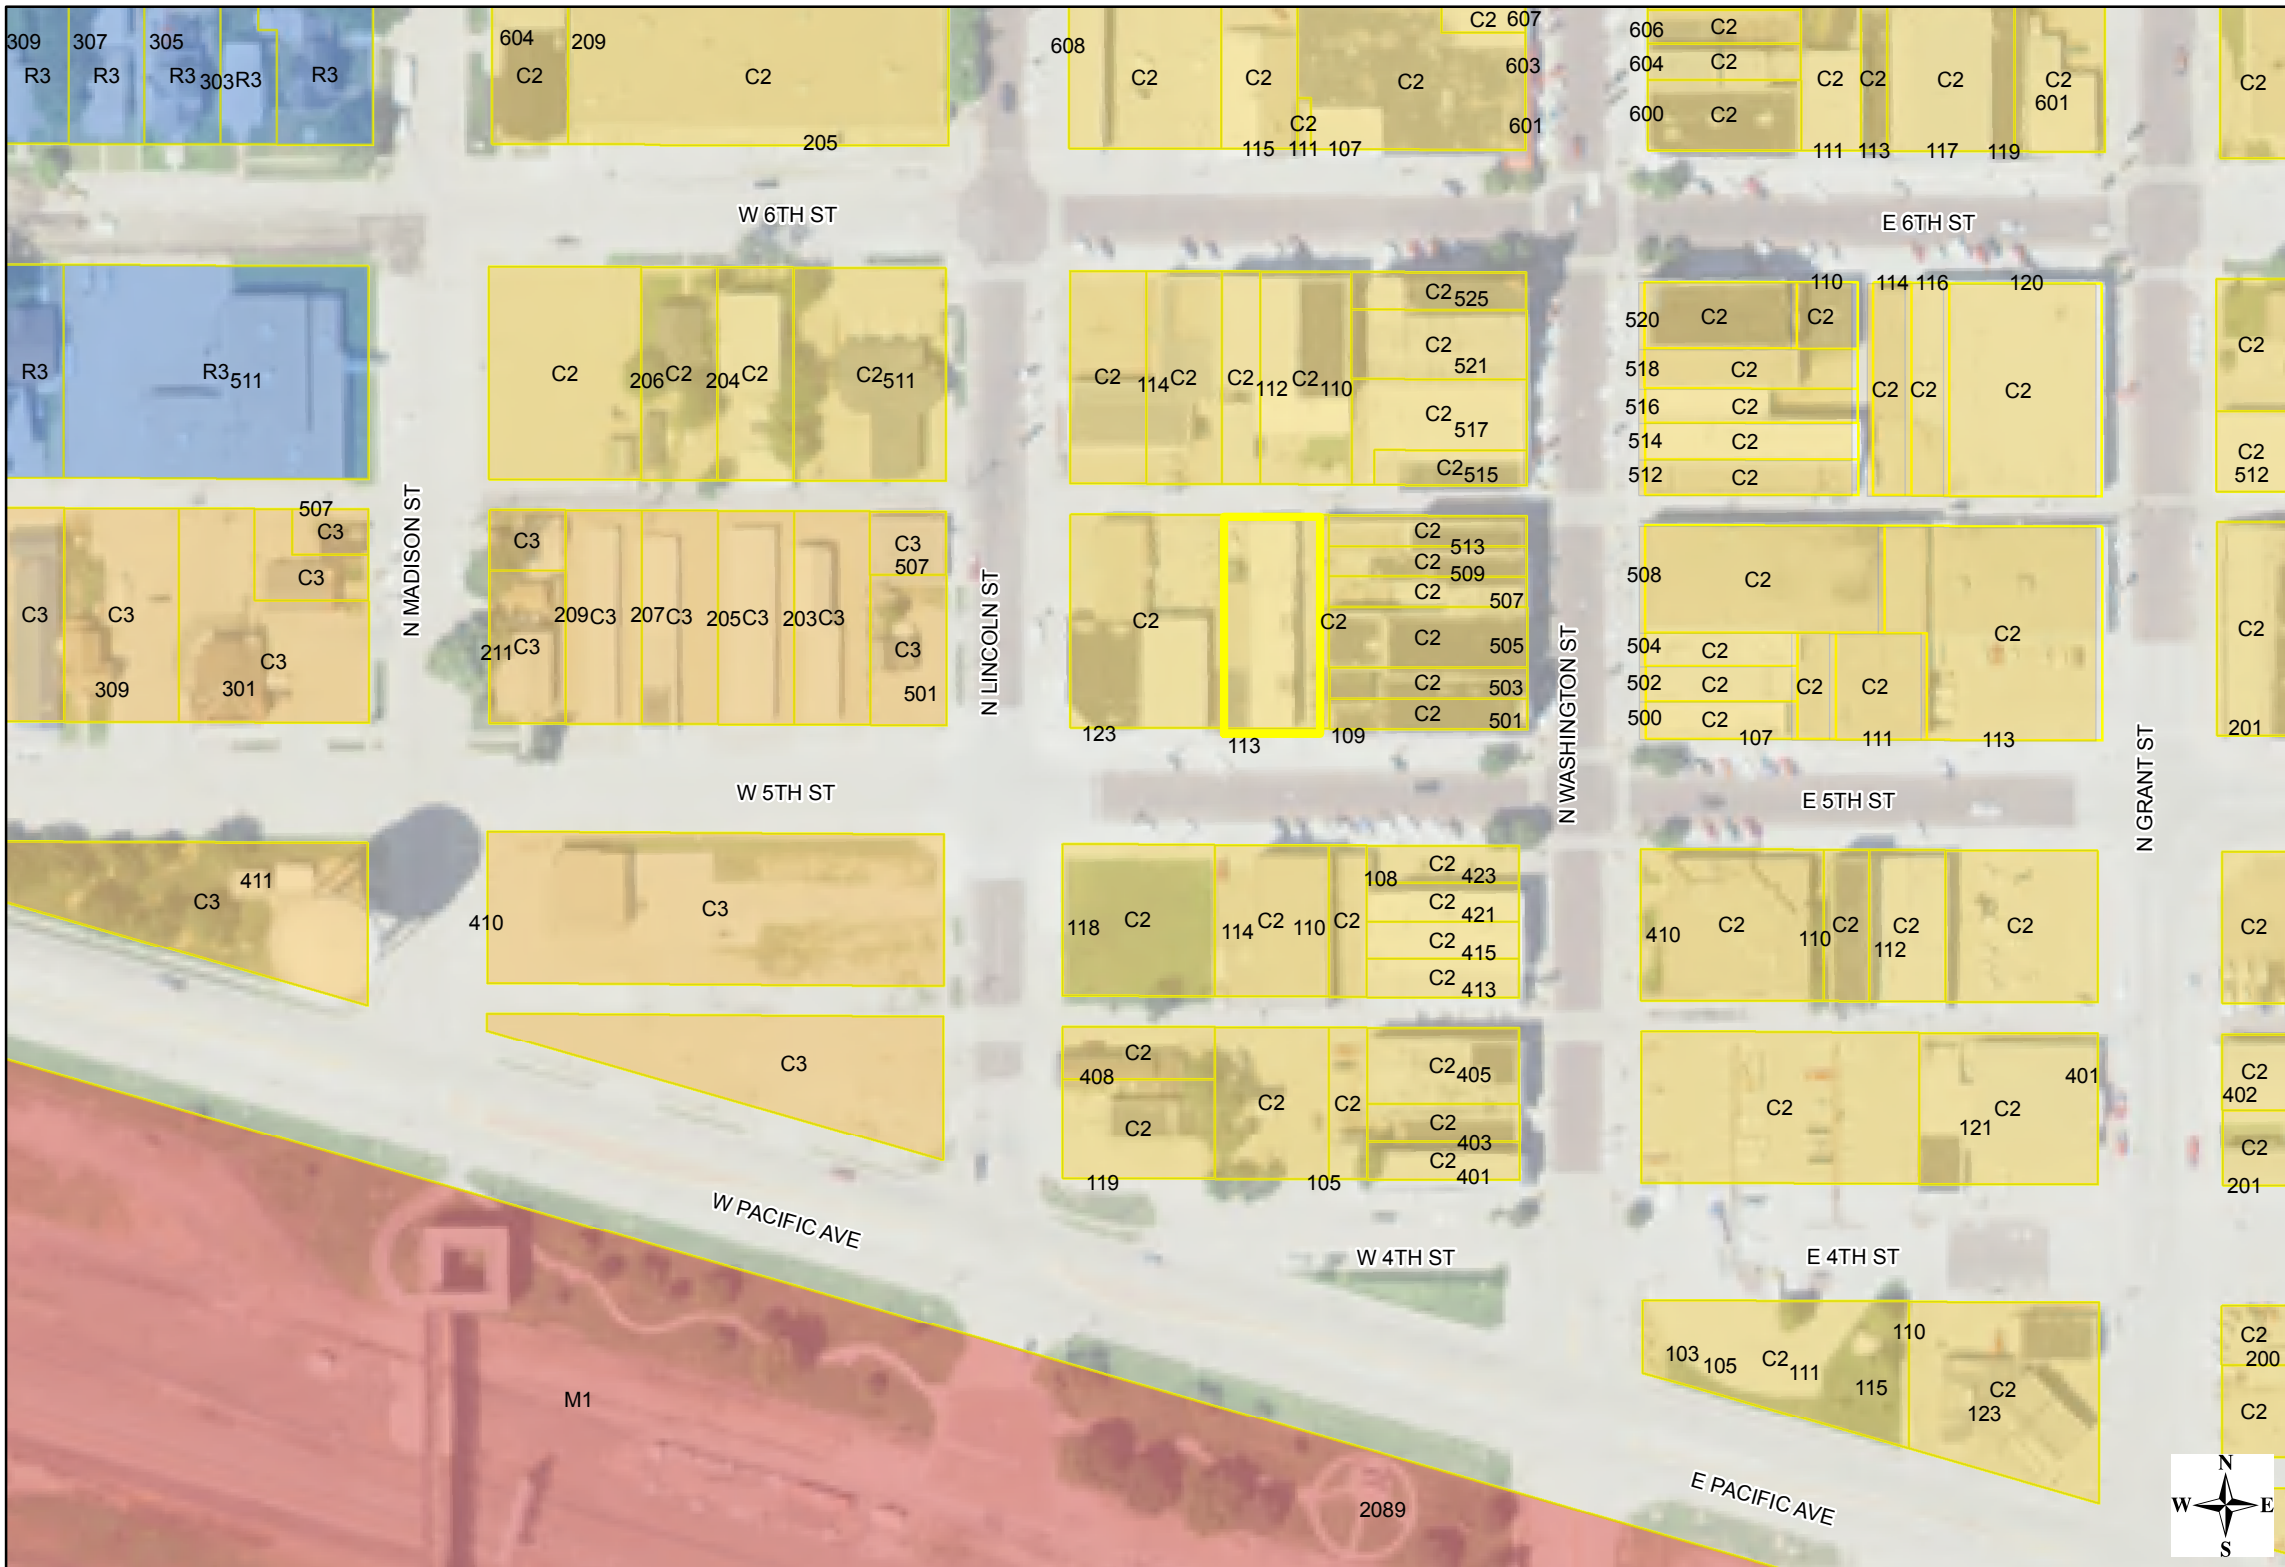 309 307 305 604 209 608 C2 607 606 C2
R3 R3 R3 303 R3 R3 C2 C2 C2 C2 C2 603 604 C2 C2 C2 C2 C2 C2
601
600 C2
C2 601
205 115 111 107 111 113 117 119
W 6TH ST E 6TH ST
110 114 116 120
C2 525
520 C2 C2
C2 521
518 C2
R3 R3 511 C2 206 C2 204 C2 C2 511 C2 114 C2 C2 112 C2 110 C2 C2 C2 C2
516 C2
C2 517
514 C2
C2 512
C2 515
512 C2
507
C3 C3 C3 507 C2 513
C3 C2 509
C2 507
508 C2
N MADISON ST
N LINCOLN ST
N WASHINGTON ST
N GRANT ST
C3 C3 209 C3 207 C3 205 C3 203 C3 C2 C2 C2
C3 211 C3 C3 C2 505 504 C2
309 301 501 C2 503 502 C2 C2 C2
C2 501 500 C2
123 113 109 107 111 113 201
W 5TH ST E 5TH ST
411 C3 C3 108 C2 423
C2 421
410 118 C2 114 C2 110 C2 410 C2 110 C2 112 C2 C2 C2
C2 415
C2 413
C3 C2 408 C2 405 401 C2 402
C2 C2 C2 C2
C2 C2 403 121 C2
C2 401 201
119 105
W PACIFIC AVE
W 4TH ST E 4TH ST
103 105 C2 111 110 C2 200
115 C2 123 C2
M1
2089
E PACIFIC AVE
N
W E
S